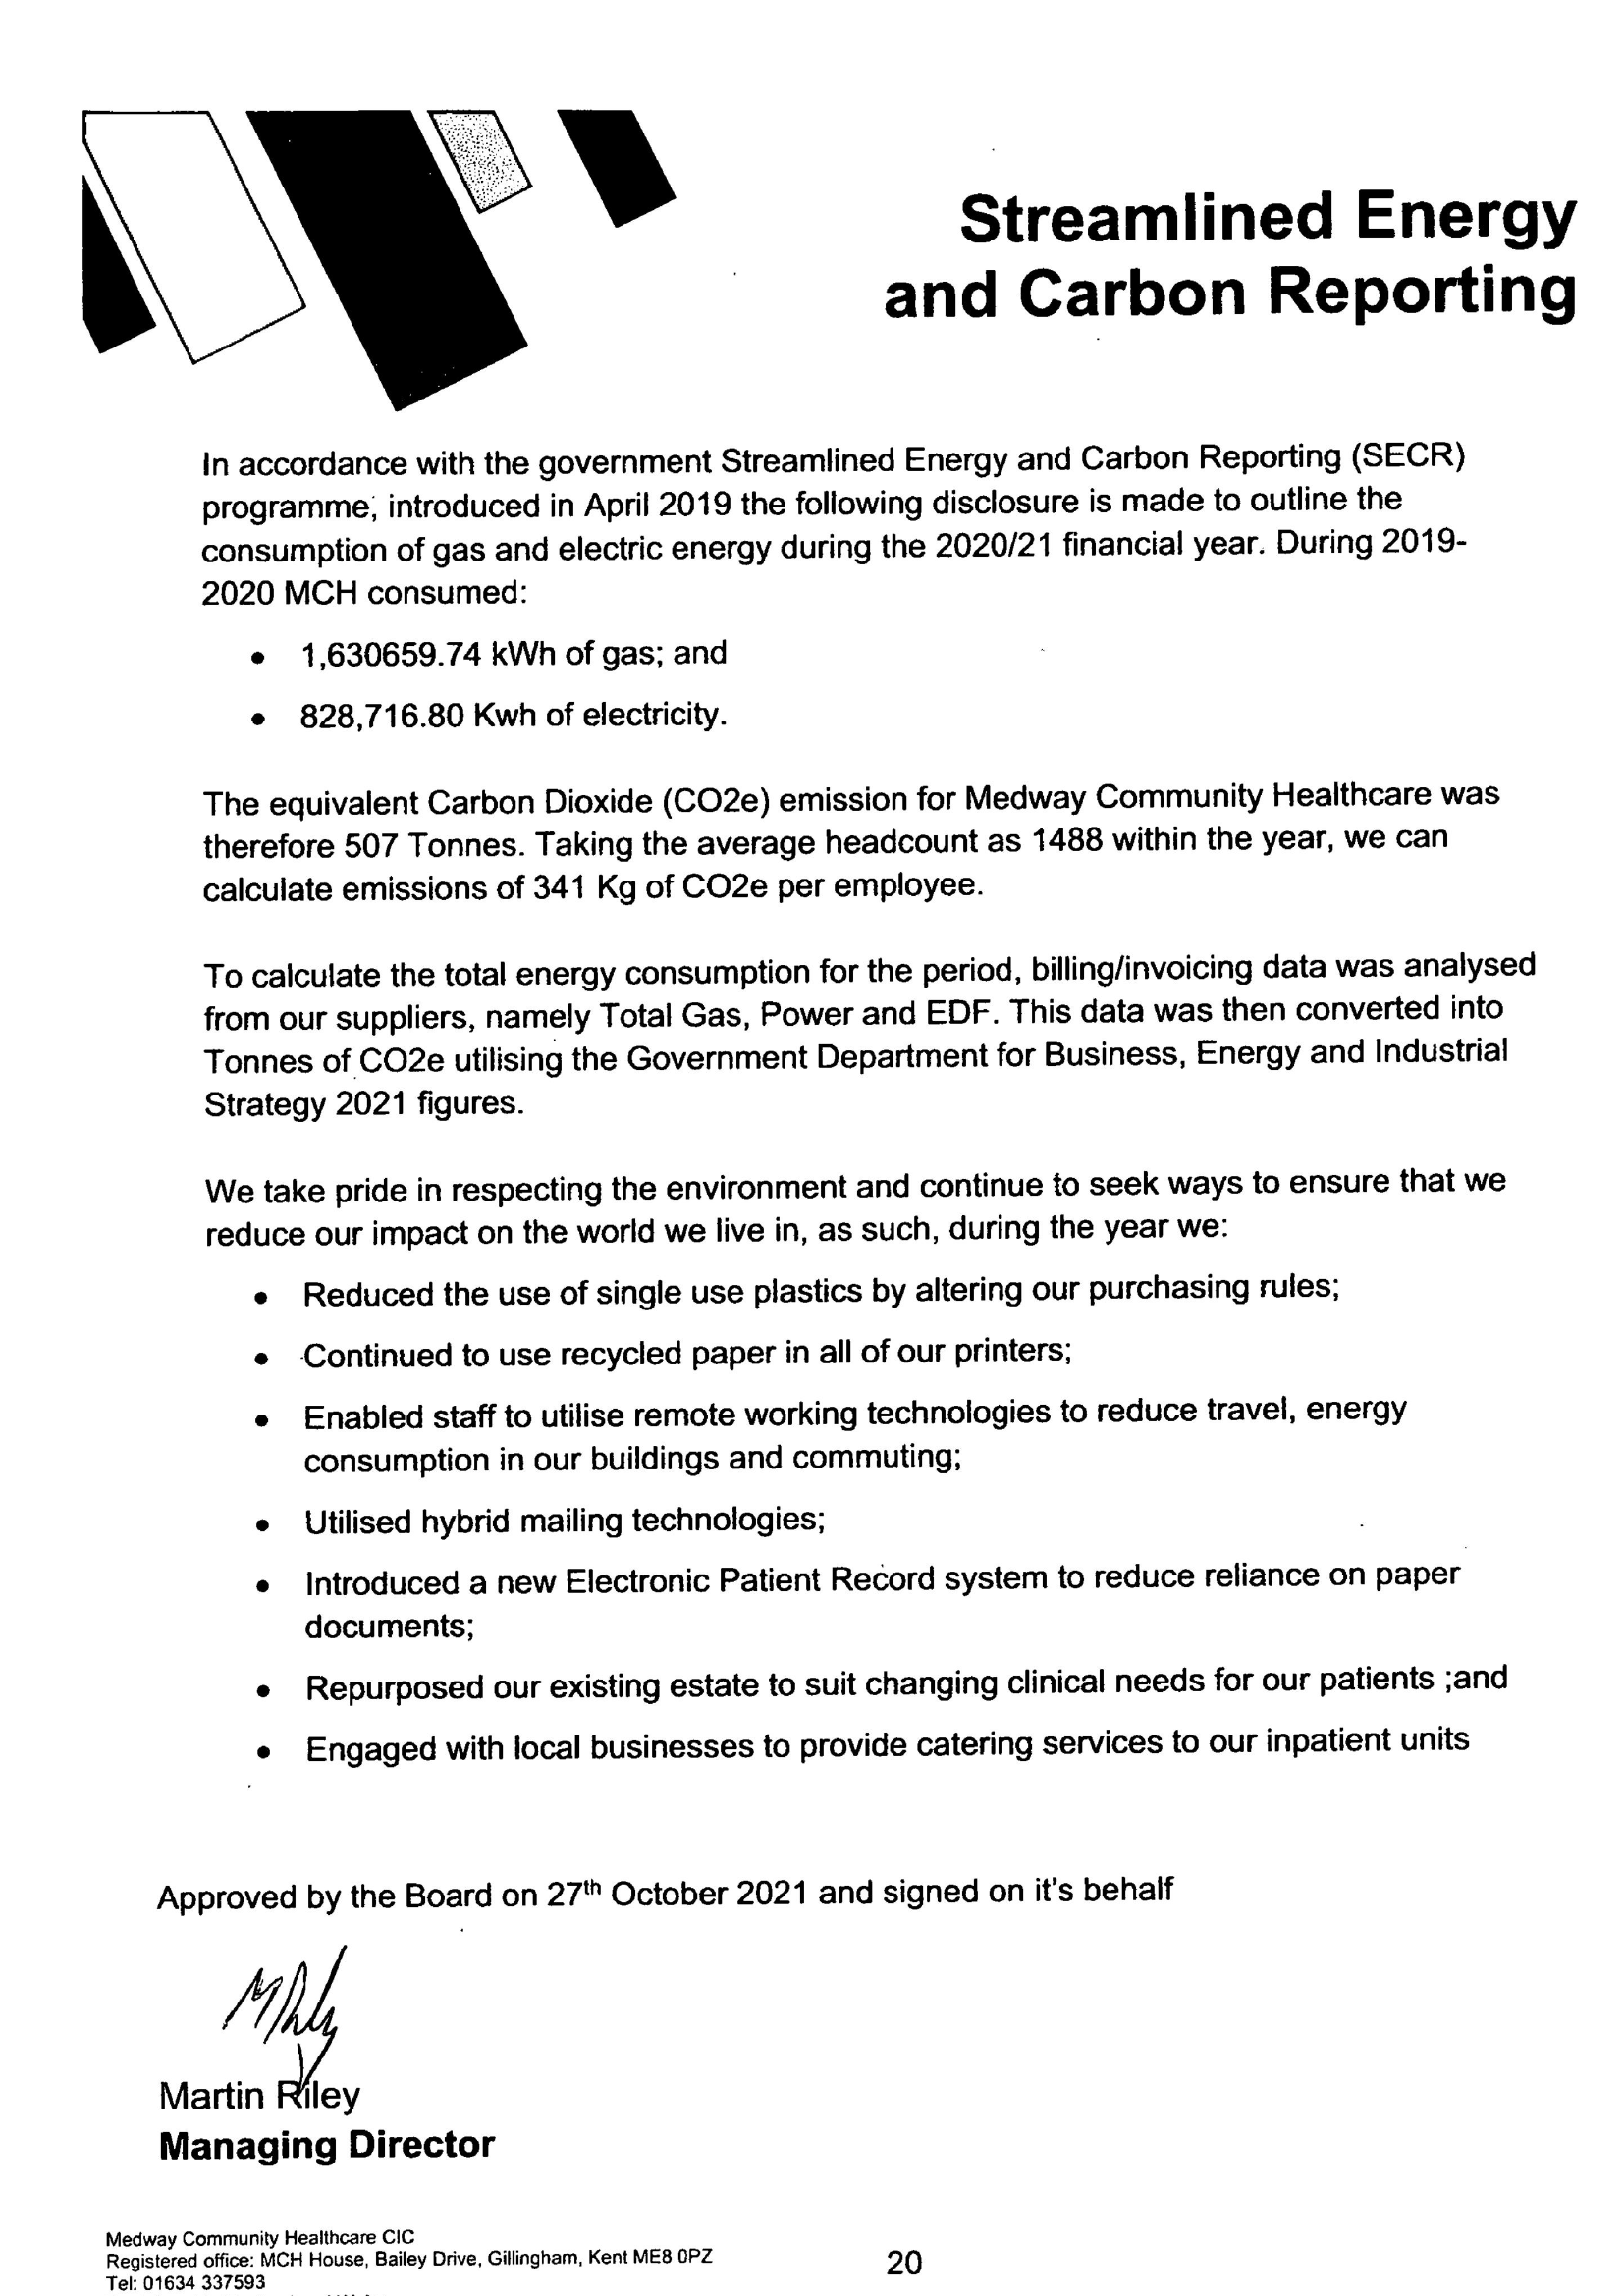 Streamlined Energy
and Carbon Reporting
In accordance with the government Streamlined Energy and Carbon Reporting (SECR)
programme, introduced in April 2019 the following disclosure is made to outline the
consumption of gas and electric energy during the 2020/21 financial year. During 2019-
2020 MCH consumed:
• 1,630659.74 kWh of gas; and
• 828,716.80 Kwh of electricity.
The equivalent Carbon Dioxide (CO2e) emission for Medway Community Healthcare was
therefore 507 Tonnes. Taking the average headcount as 1488 within the year, we can
calculate emissions of 341 Kg of CO2e per employee.
To calculate the total energy consumption for the period, billing/invoicing data was analysed
from our suppliers, namely Total Gas, Power and EDF. This data was then converted into
Tonnes of CO2e utilising the Government Department for Business, Energy and Industrial
Strategy 2021 figures.
We take pride in respecting the environment and continue to seek ways to ensure that we
reduce our impact on the world we live in, as such, during the year we:
• Reduced the use of single use plastics by altering our purchasing rules;
• Continued to use recycled paper in all of our printers;
• Enabled staff to utilise remote working technologies to reduce travel, energy
consumption in our buildings and commuting;
• Utilised hybrid mailing technologies;
• Introduced a new Electronic Patient Record system to reduce reliance on paper
documents;
• Repurposed our existing estate to suit changing clinical needs for our patients ;and
• Engaged with local businesses to provide catering services to our inpatient units
Approved by the Board on 27th October 2021 and signed on it's behalf
Martin Riley
Managing Director
Medway Community Healthcare CIC
Registered office: MCH House, Bailey Drive, Gillingham, Kent ME8 0PZ
20
Tel: 01634 337593